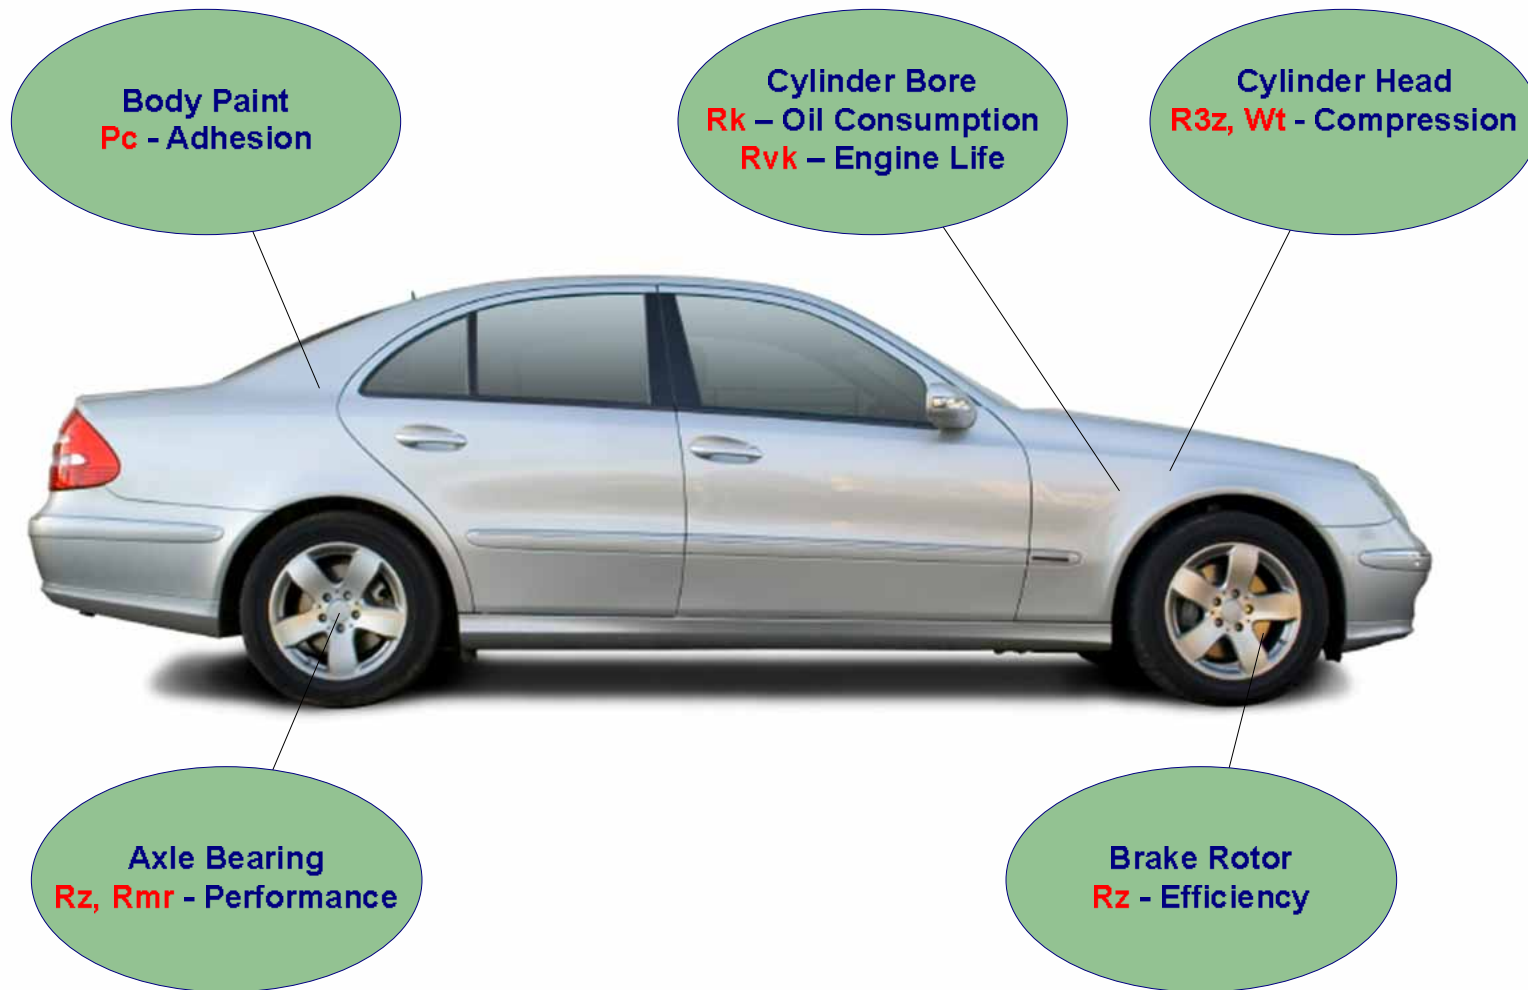 Body Paint
Pc - Adhesion
Cylinder Bore
Rk – Oil Consumption
Rvk – Engine Life
Cylinder Head
R3z, Wt - Compression
Axle Bearing
Rz, Rmr - Performance
Brake Rotor
Rz - Efficiency